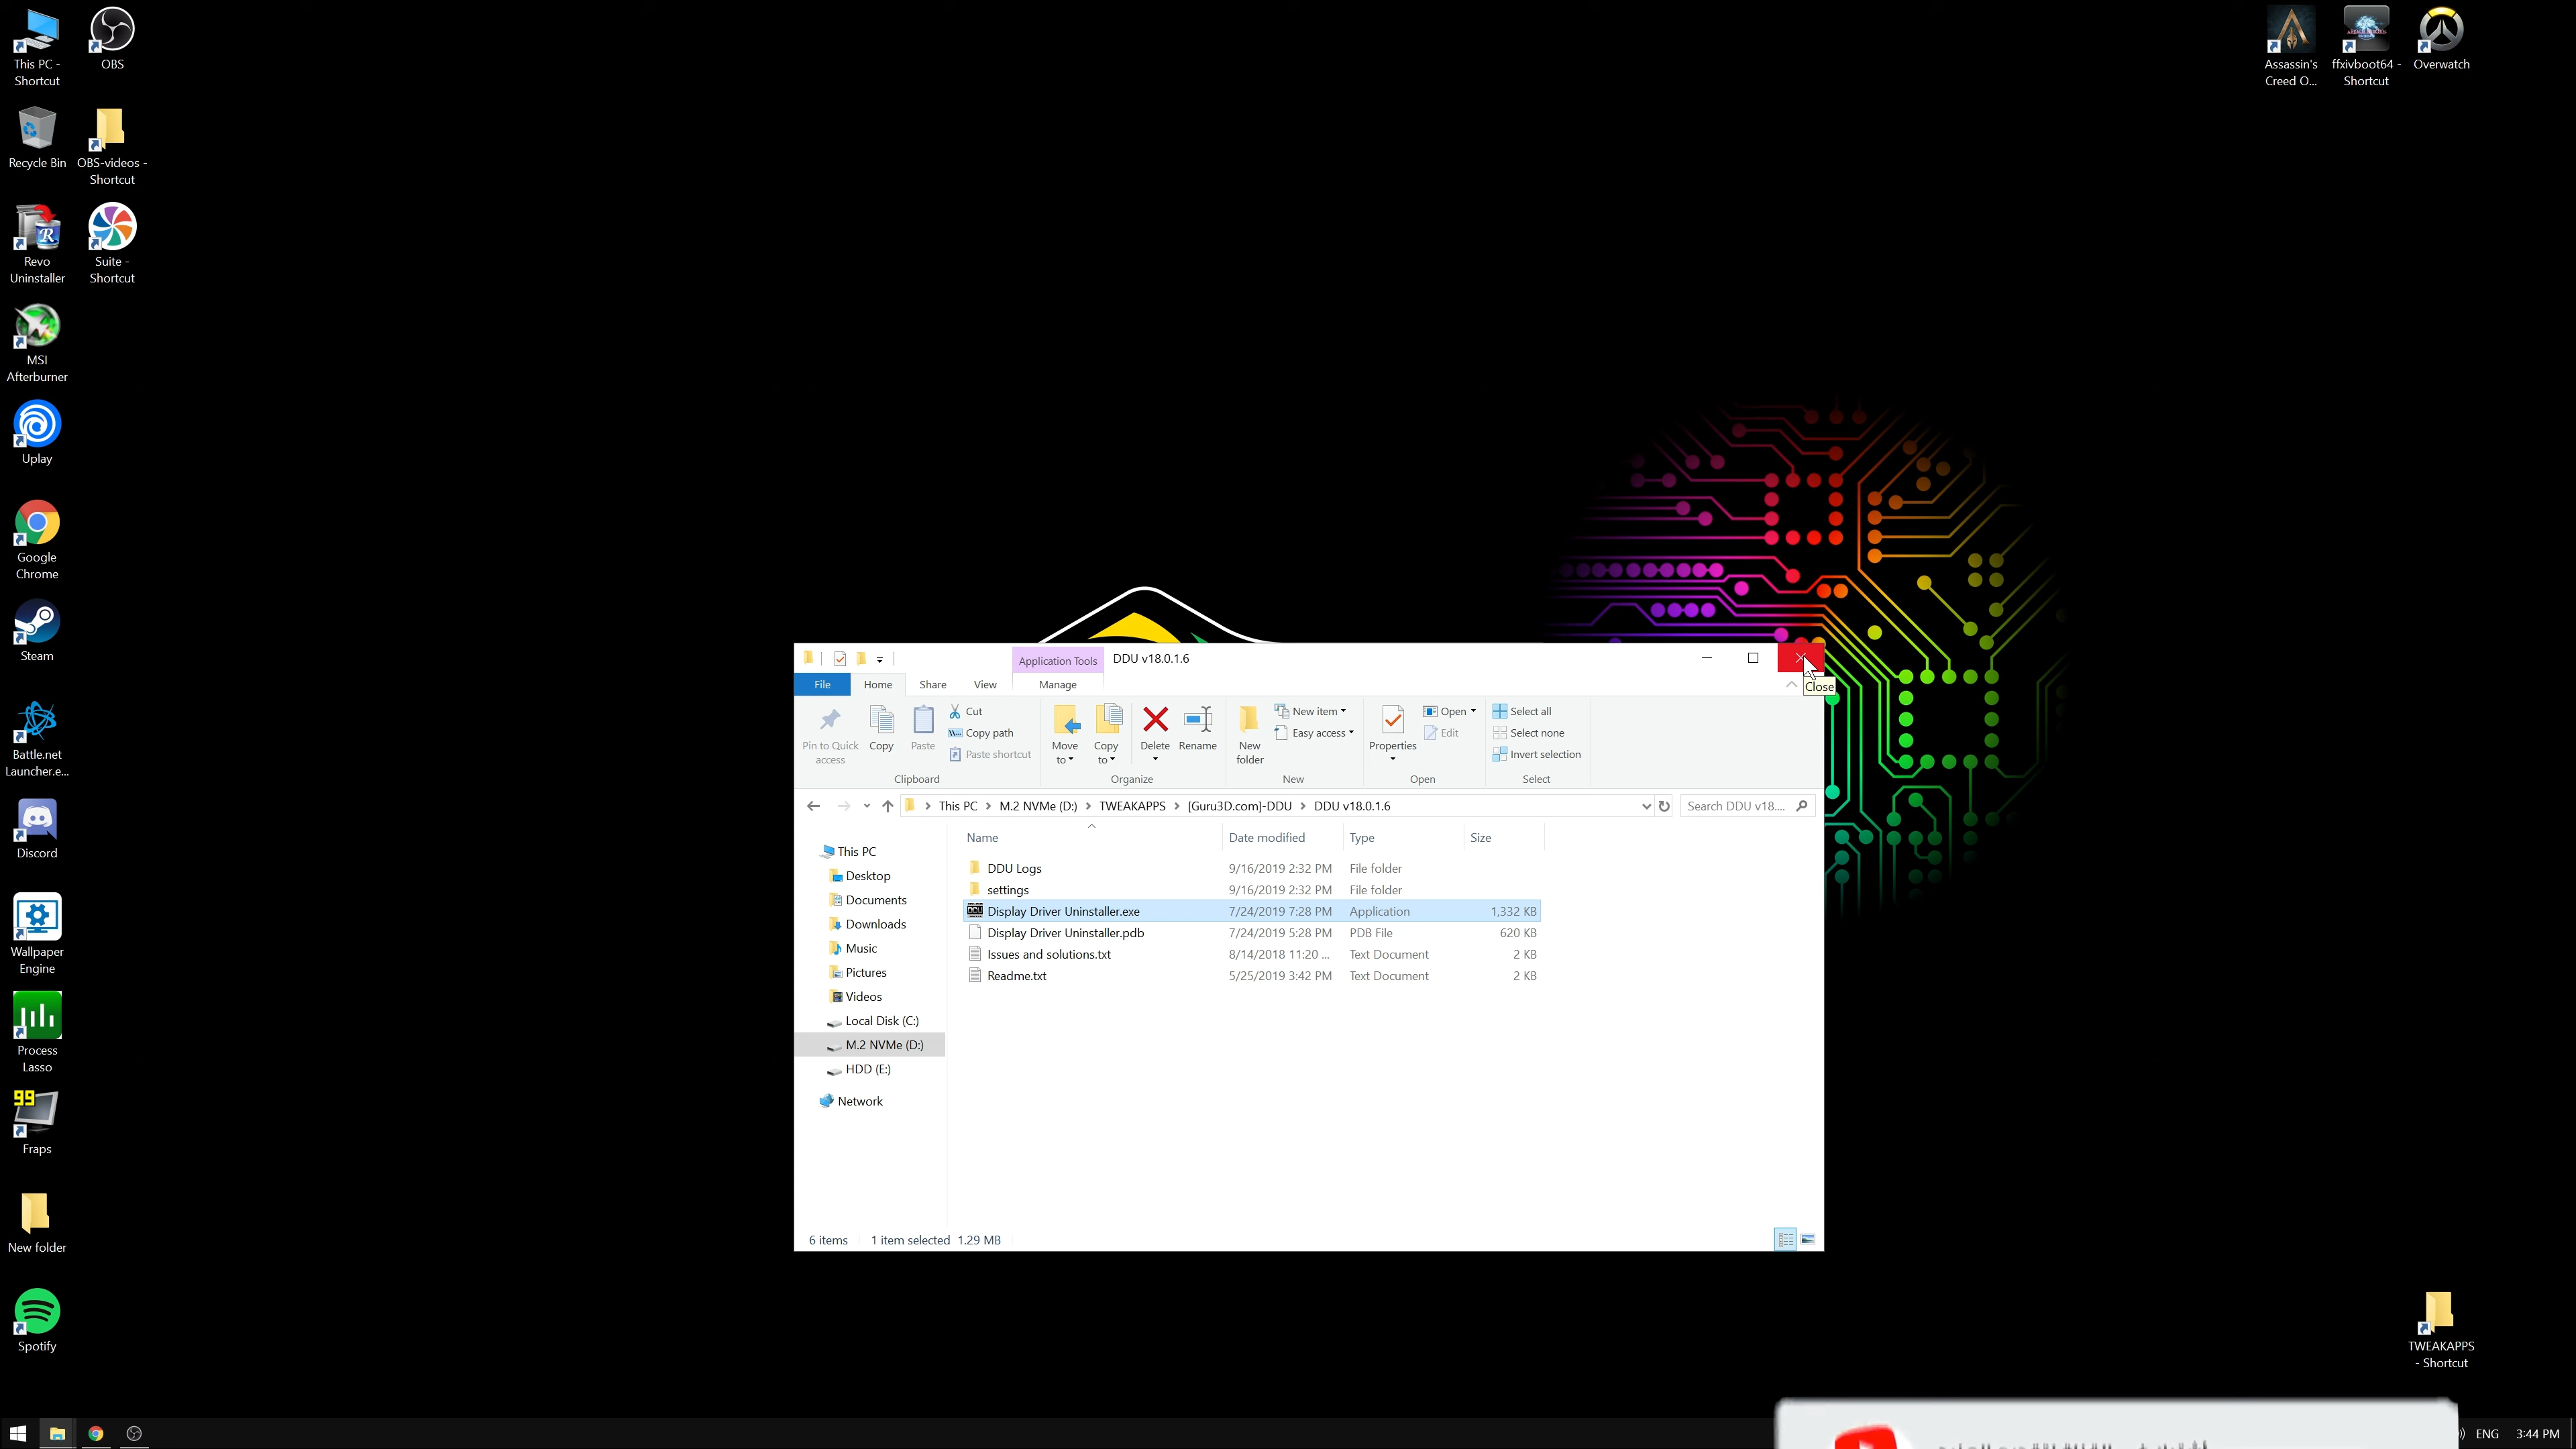 This PC -
Shortcut
OBS
Recycle Bin
OBS-videos -
Shortcut
Revo
Uninstaller
Suite -
Shortcut
MSI
Afterburner
Uplay
Google
Chrome
Steam
Battle.net
Launcher.e...
Discord
Wallpaper
Engine
Process
Lasso
99
Fraps
New folder
Spotify
Assassin's
Creed O...
ffxivboot64 -
Shortcut
Overwatch
Application Tools
DDU v18.0.1.6
File
Home
Share
View
Manage
Close
Pin to Quick
access
Copy
Paste
Cut
Copy path
Paste shortcut
Clipboard
Move
to
Copy
to
Delete
Rename
Organize
New
folder
New item
Easy access
New
Properties
Open
Edit
Open
Select all
Select none
Invert selection
Select
This PC
M.2 NVMe (D:)
TWEAKAPPS
[Guru3D.com]-DDU
DDU v18.0.1.6
Search DDU v18....
Name Date modified Type Size
This PC
Desktop
Documents
Downloads
Music
Pictures
Videos
Local Disk (C:)
M.2 NVMe (D:)
HDD (E:)
Network
DDU Logs 9/16/2019 2:32 PM File folder
settings 9/16/2019 2:32 PM File folder
Display Driver Uninstaller.exe 7/24/2019 7:28 PM Application 1,332 KB
Display Driver Uninstaller.pdb 7/24/2019 5:28 PM PDB File 620 KB
Issues and solutions.txt 8/14/2018 11:20 ... Text Document 2 KB
Readme.txt 5/25/2019 3:42 PM Text Document 2 KB
6 items 1 item selected 1.29 MB
TWEAKAPPS
- Shortcut
ENG 3:44 PM